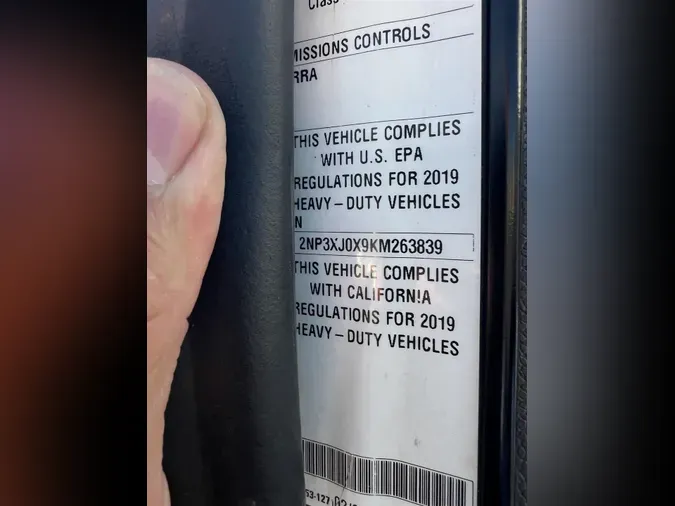 Class
MISSIONS CONTROLS
RRA
THIS VEHICLE COMPLIES
WITH U.S. EPA
REGULATIONS FOR 2019
HEAVY – DUTY VEHICLES
N
2NP3XJ0X9KM263839
THIS VEHICLE COMPLIES
WITH CALIFORNIA
REGULATIONS FOR 2019
HEAVY – DUTY VEHICLES